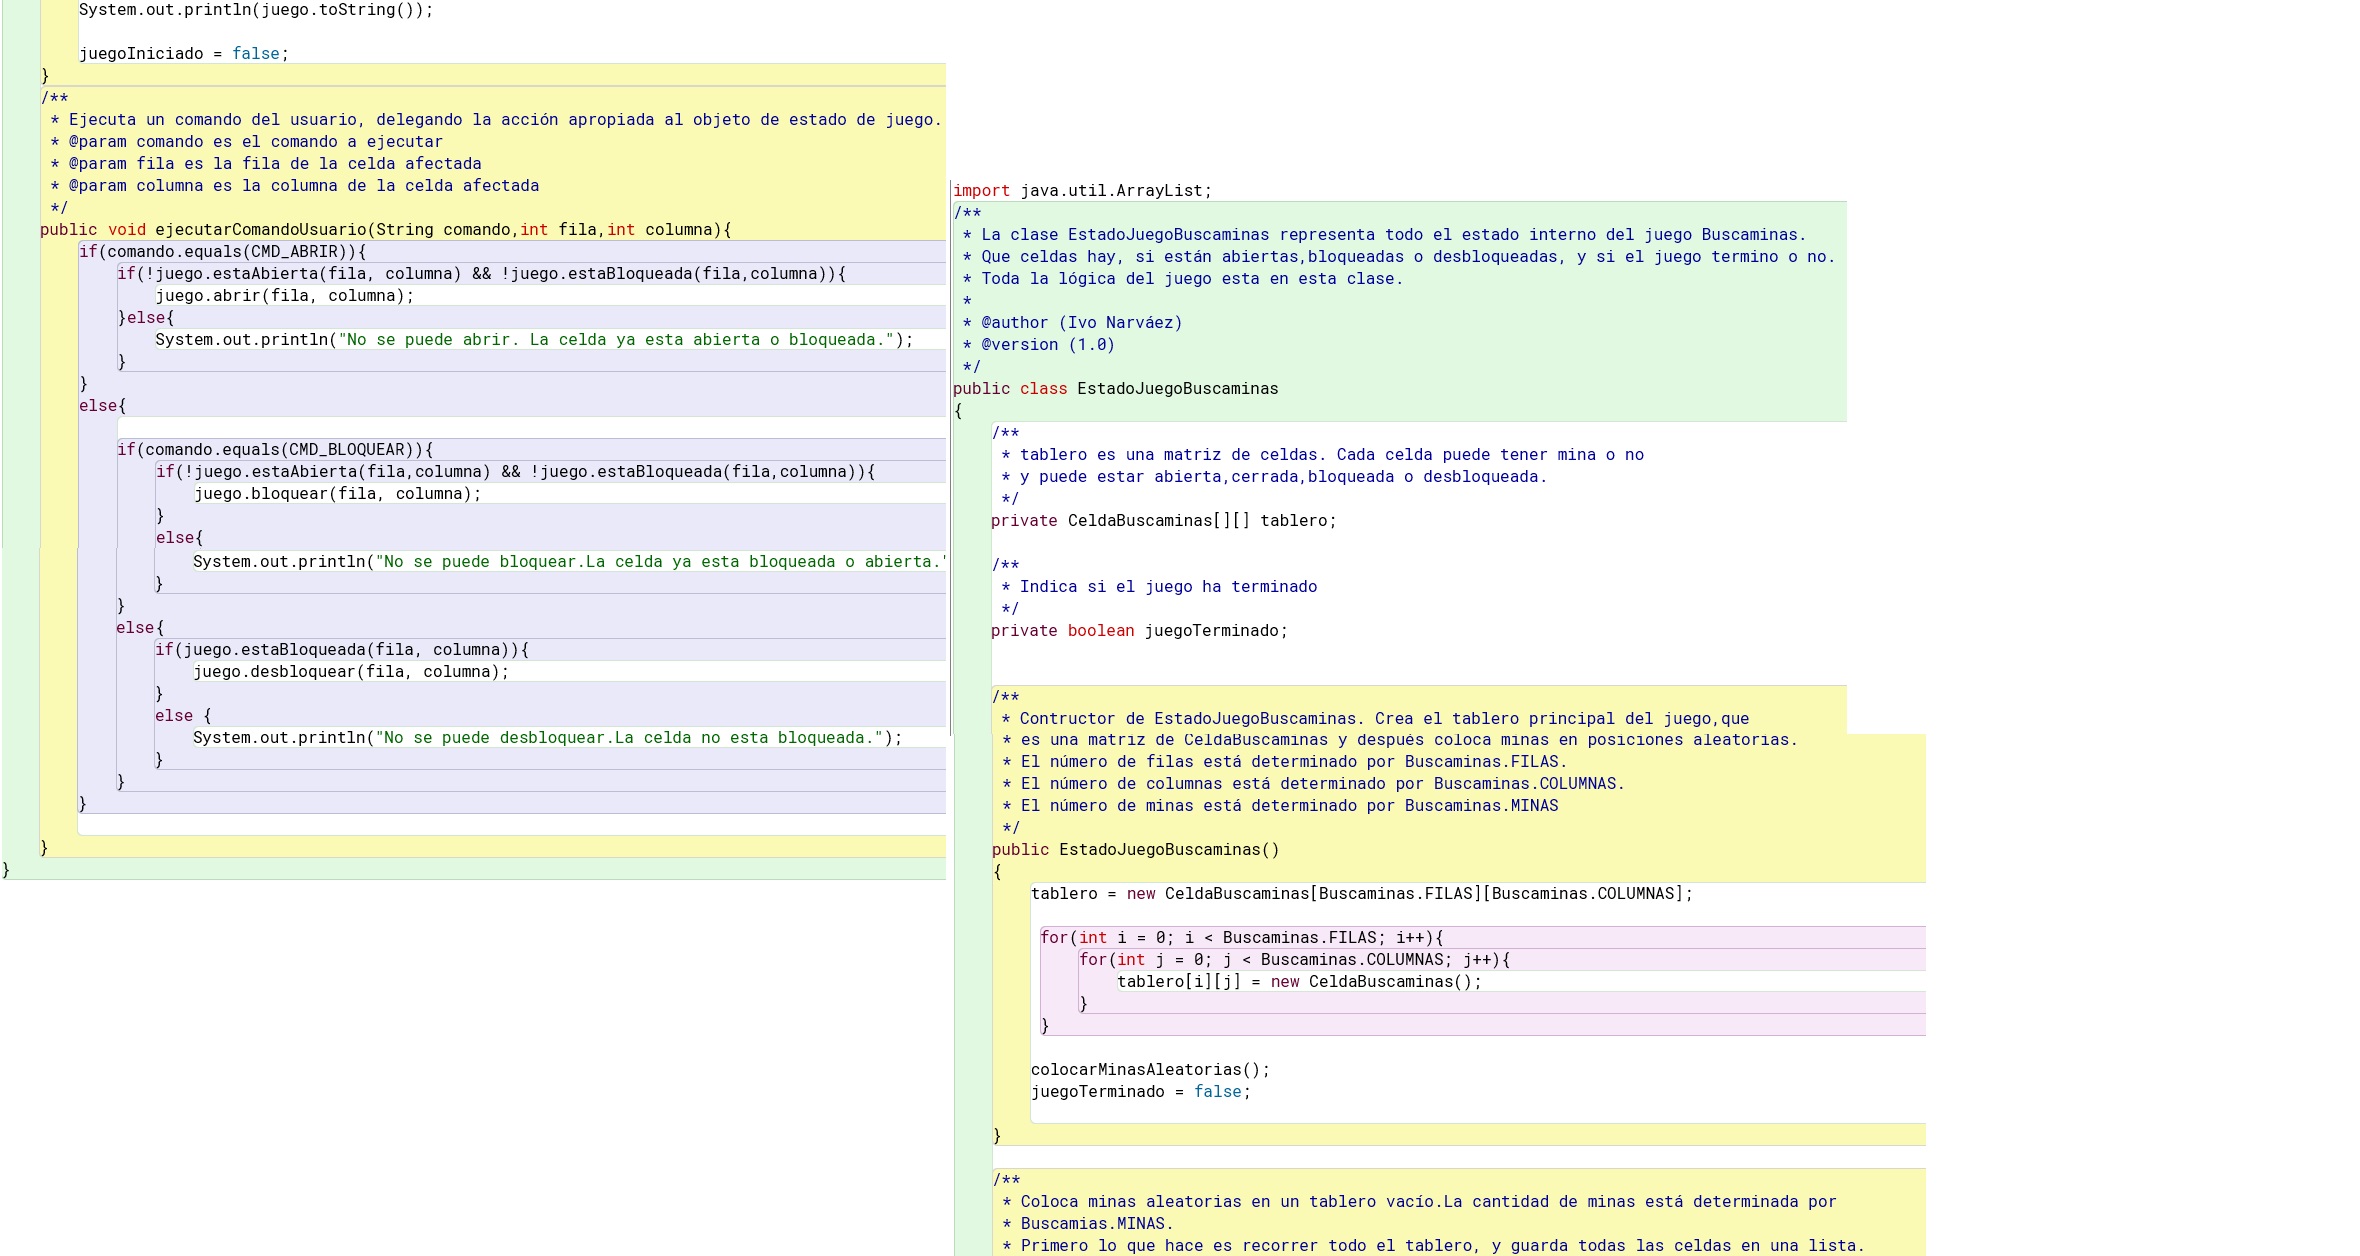 System.out.println(juego.toString());
juegoIniciado = false;
}
/**
* Ejecuta un comando del usuario, delegando la acción apropiada al objeto de estado de juego.
* @param comando es el comando a ejecutar
* @param fila es la fila de la celda afectada
* @param columna es la columna de la celda afectada
*/
public void ejecutarComandoUsuario(String comando,int fila,int columna){
if(comando.equals(CMD_ABRIR)){
if(!juego.estaAbierta(fila, columna) && !juego.estaBloqueada(fila,columna)){
juego.abrir(fila, columna);
}else{
System.out.println("No se puede abrir. La celda ya esta abierta o bloqueada.");
}
}
else{
if(comando.equals(CMD_BLOQUEAR)){
if(!juego.estaAbierta(fila,columna) && !juego.estaBloqueada(fila,columna)){
juego.bloquear(fila, columna);
}
else{
System.out.println("No se puede bloquear.La celda ya esta bloqueada o abierta."
}
}
else{
if(juego.estaBloqueada(fila, columna)){
juego.desbloquear(fila, columna);
}
else {
System.out.println("No se puede desbloquear.La celda no esta bloqueada.");
}
}
}
}
}
import java.util.ArrayList;
/**
* La clase EstadoJuegoBuscaminas representa todo el estado interno del juego Buscaminas.
* Que celdas hay, si están abiertas,bloqueadas o desbloqueadas, y si el juego termino o no.
* Toda la lógica del juego esta en esta clase.
*
* @author (Ivo Narváez)
* @version (1.0)
*/
public class EstadoJuegoBuscaminas
{
/**
* tablero es una matriz de celdas. Cada celda puede tener mina o no
* y puede estar abierta,cerrada,bloqueada o desbloqueada.
*/
private CeldaBuscaminas[][] tablero;
/**
* Indica si el juego ha terminado
*/
private boolean juegoTerminado;
/**
* Contructor de EstadoJuegoBuscaminas. Crea el tablero principal del juego,que
* es una matriz de CeldaBuscaminas y después coloca minas en posiciones aleatorias.
* El número de filas está determinado por Buscaminas.FILAS.
* El número de columnas está determinado por Buscaminas.COLUMNAS.
* El número de minas está determinado por Buscaminas.MINAS
*/
public EstadoJuegoBuscaminas()
{
tablero = new CeldaBuscaminas[Buscaminas.FILAS][Buscaminas.COLUMNAS];
for(int i = 0; i < Buscaminas.FILAS; i++){
for(int j = 0; j < Buscaminas.COLUMNAS; j++){
tablero[i][j] = new CeldaBuscaminas();
}
}
colocarMinasAleatorias();
juegoTerminado = false;
}
/**
* Coloca minas aleatorias en un tablero vacío.La cantidad de minas está determinada por
* Buscamias.MINAS.
* Primero lo que hace es recorrer todo el tablero, y guarda todas las celdas en una lista.